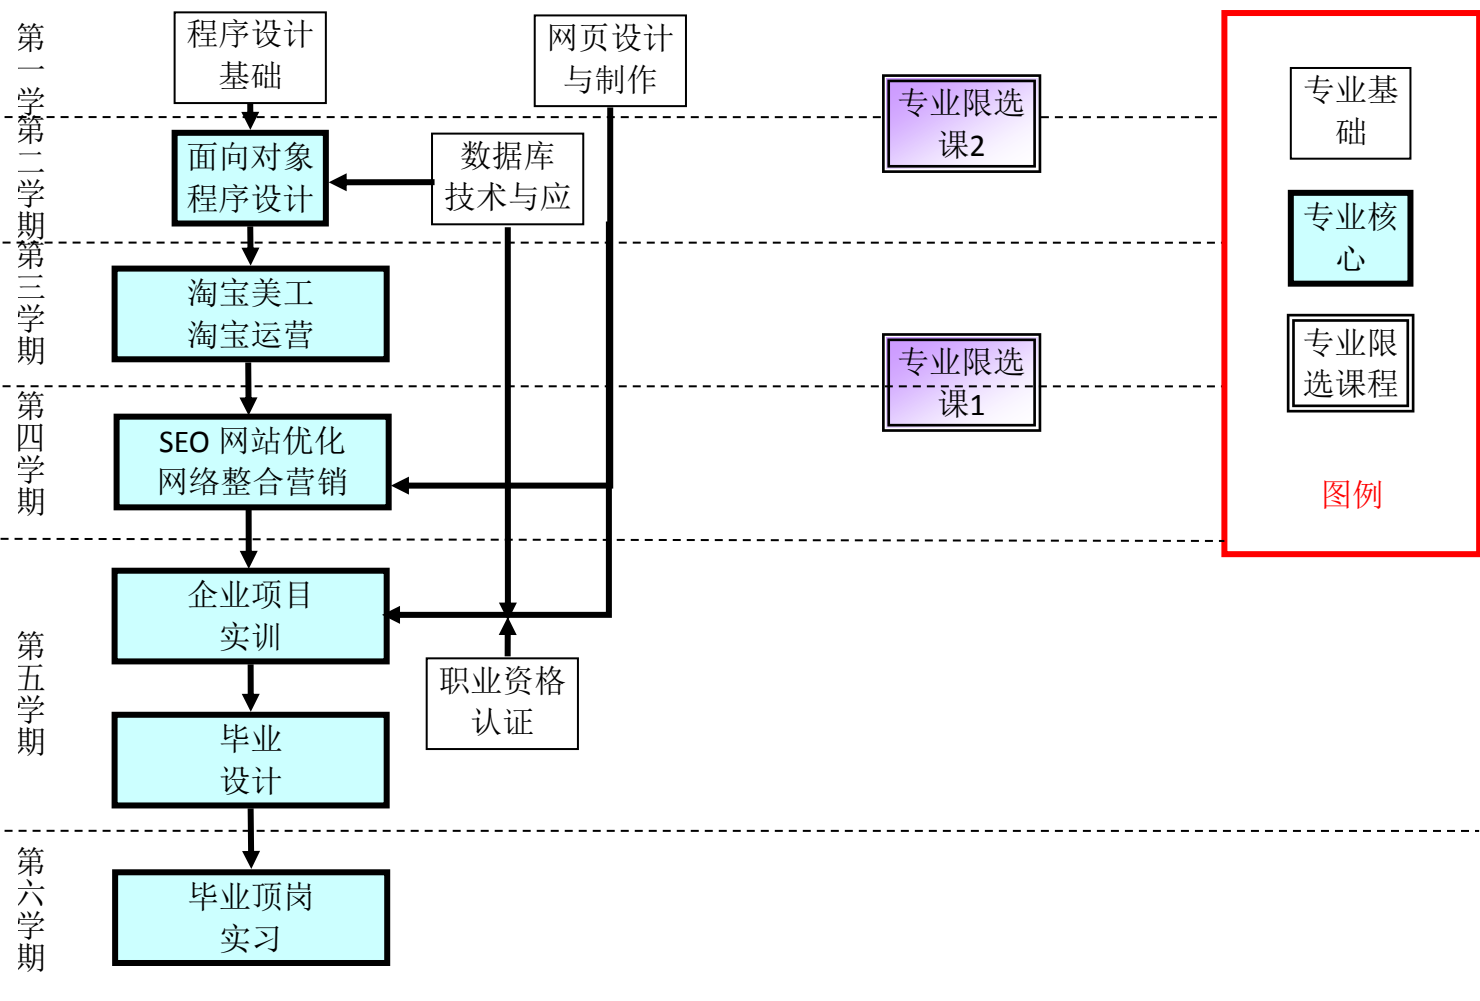 第一学
程序设计
基础
网页设计
与制作
专业限选
课2
第二学期
面向对象
程序设计
数据库
技术与应
第三学期
淘宝美工
淘宝运营
专业限选
课1
第四学期
SEO 网站优化
网络整合营销
第五学期
企业项目
实训
职业资格
认证
毕业
设计
第六学期
毕业顶岗
实习
专业基
础
专业核
心
专业限
选课程
图例